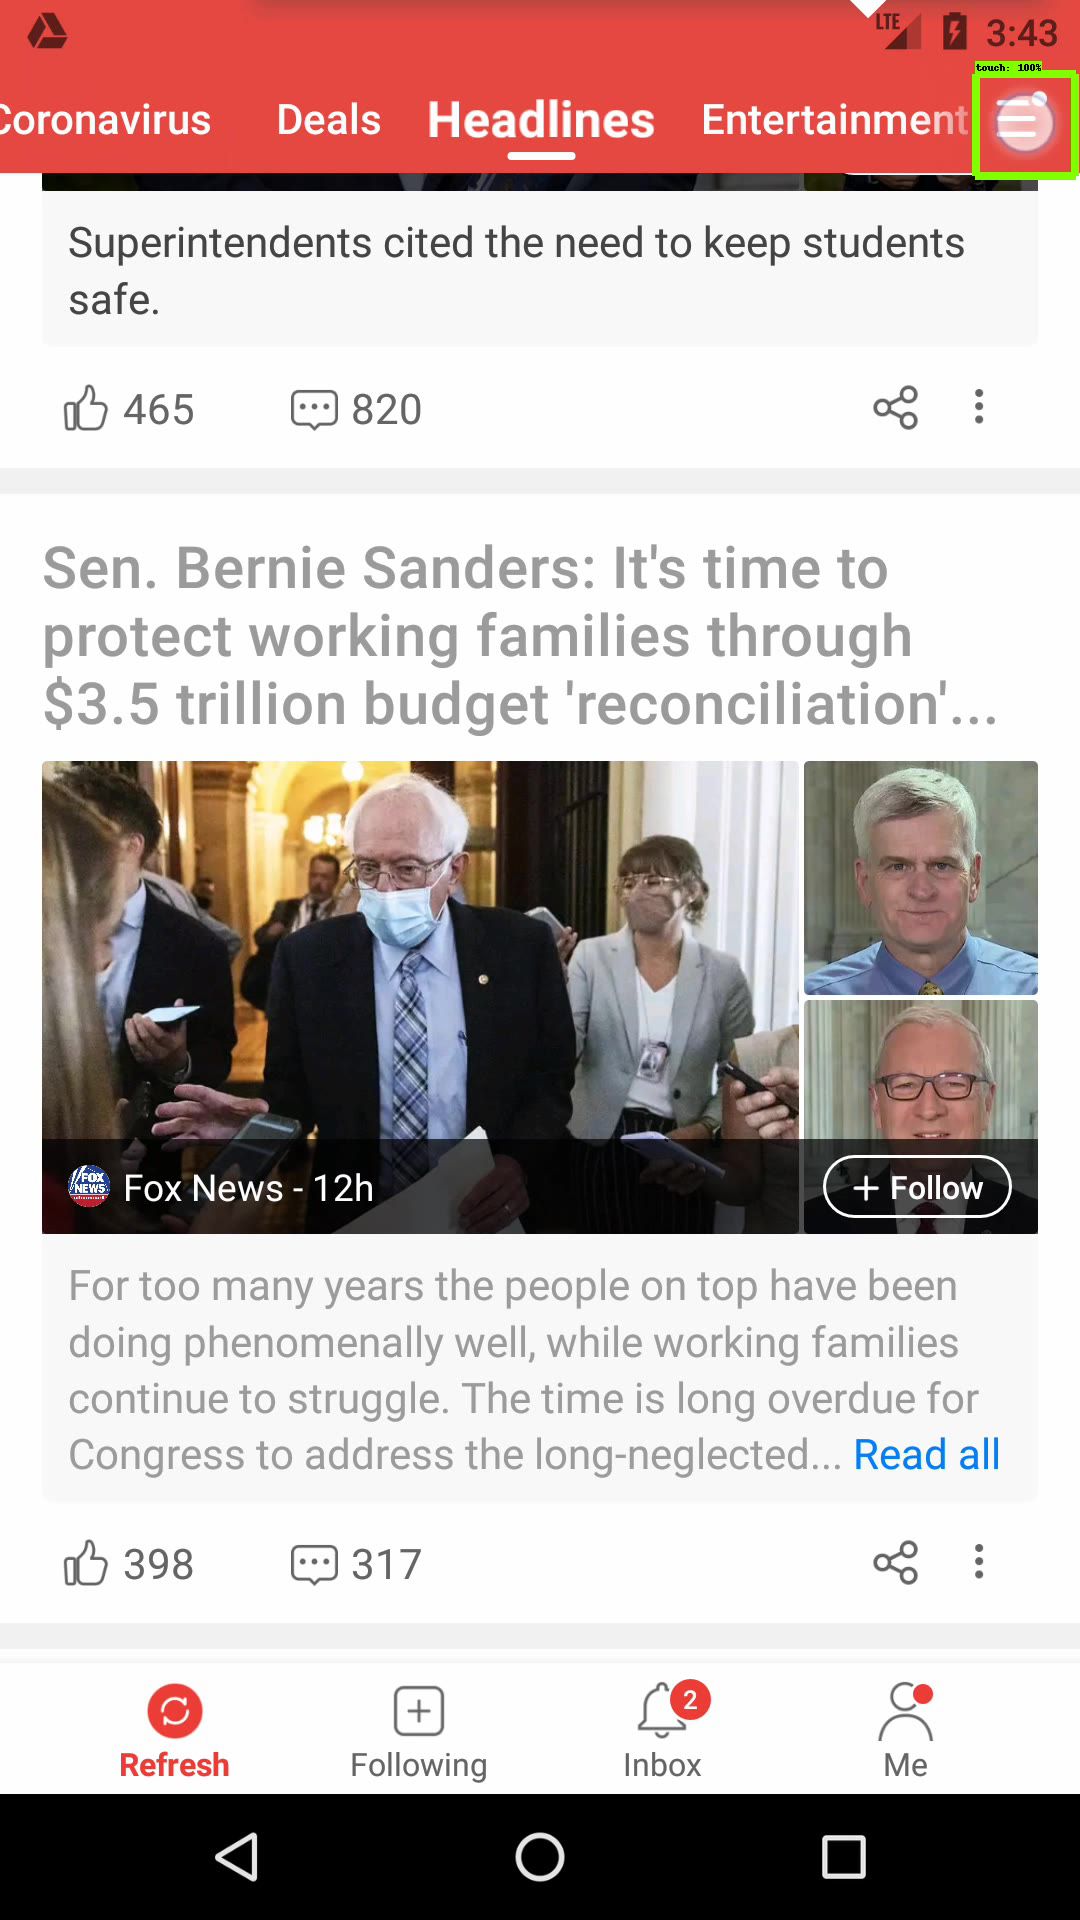 LTE 3:43
touch: 100%
Coronavirus Deals Headlines Entertainment
Superintendents cited the need to keep students
safe.
465 820
Sen. Bernie Sanders: It's time to
protect working families through
$3.5 trillion budget 'reconciliation'...
FOX NEWS Fox News - 12h + Follow
For too many years the people on top have been
doing phenomenally well, while working families
continue to struggle. The time is long overdue for
Congress to address the long-neglected... Read all
398 317
2
Refresh Following Inbox Me